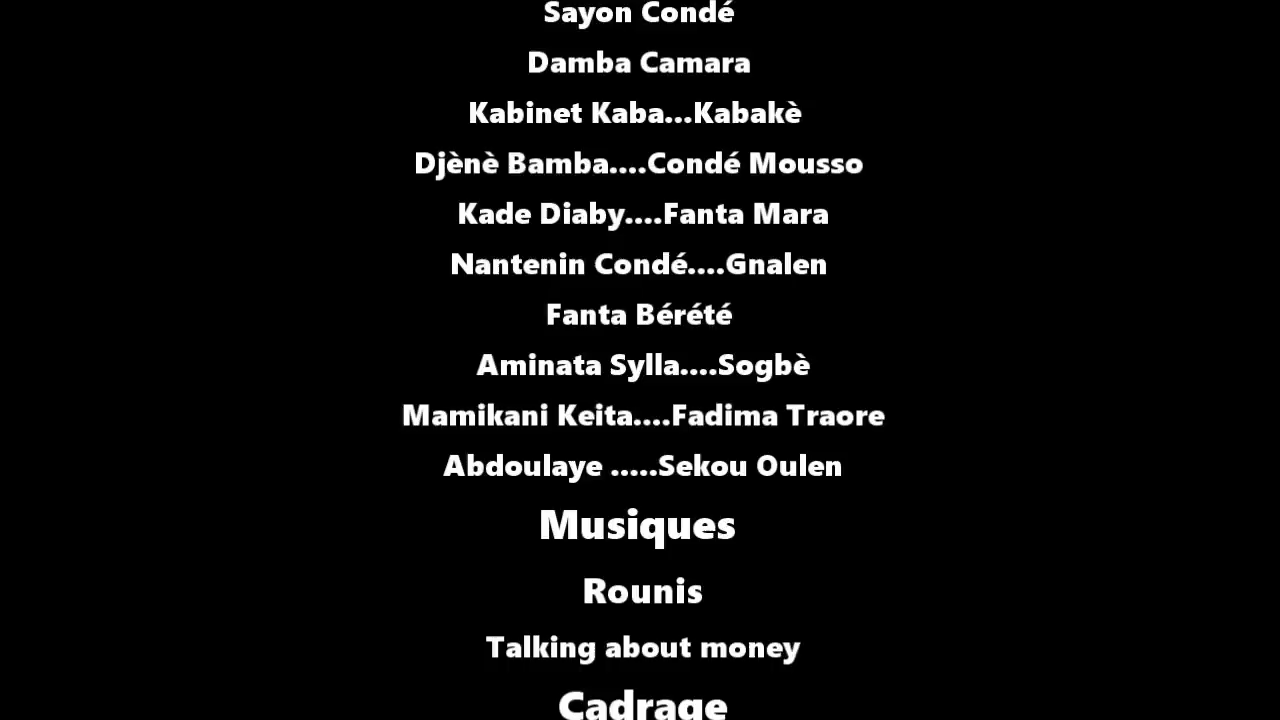 Sayon Condé
Damba Camara
Kabinet Kaba...Kabakè
Djènè Bamba....Condé Mousso
Kade Diaby....Fanta Mara
Nantenin Condé....Gnalen
Fanta Bérété
Aminata Sylla....Sogbè
Mamikani Keita....Fadima Traore
Abdoulaye .....Sekou Oulen
Musiques
Rounis
Talking about money
Cadrage